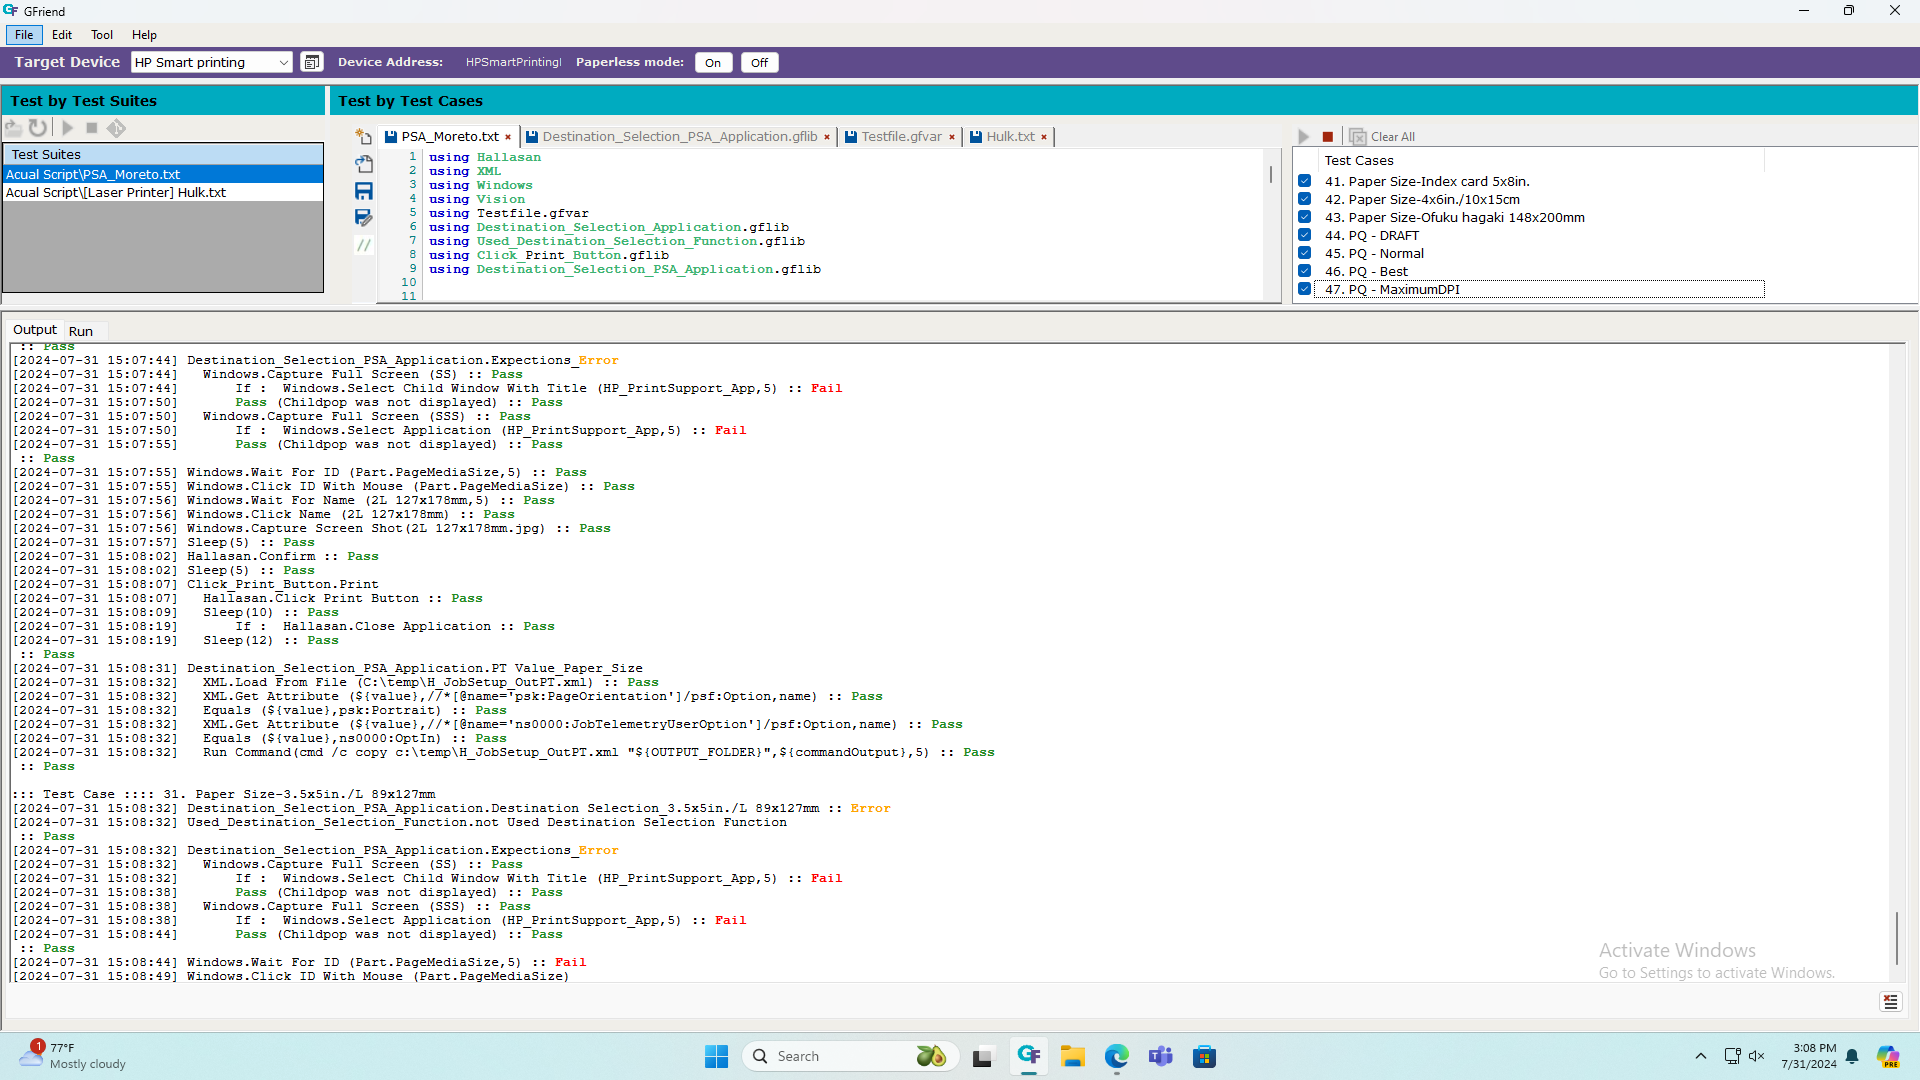 GFriend
File Edit Tool Help
Target Device HP Smart printing Device Address: HPSmartPrintingI Paperless mode: On Off
Test by Test Suites
Test by Test Cases
Test Suites
Acual Script\PSA_Moreto.txt
Acual Script\[Laser Printer] Hulk.txt
PSA_Moreto.txt × Destination_Selection_PSA_Application.gflib × Testfile.gfvar × Hulk.txt ×
1 using Hallasan
2 using XML
3 using Windows
4 using Vision
5 using Testfile.gfvar
6 using Destination_Selection_Application.gflib
7 using Used_Destination_Selection_Function.gflib
8 using Click_Print_Button.gflib
9 using Destination_Selection_PSA_Application.gflib
10
11
Clear All
Test Cases
41. Paper Size-Index card 5x8in.
42. Paper Size-4x6in./10x15cm
43. Paper Size-Ofuku hagaki 148x200mm
44. PQ - DRAFT
45. PQ - Normal
46. PQ - Best
47. PQ - MaximumDPI
Output Run
:: Pass
[2024-07-31 15:07:44] Destination_Selection_PSA_Application.Expections_Error
[2024-07-31 15:07:44] Windows.Capture Full Screen (SS) :: Pass
[2024-07-31 15:07:44] If : Windows.Select Child Window With Title (HP_PrintSupport_App,5) :: Fail
[2024-07-31 15:07:50] Pass (Childpop was not displayed) :: Pass
[2024-07-31 15:07:50] Windows.Capture Full Screen (SSS) :: Pass
[2024-07-31 15:07:50] If : Windows.Select Application (HP_PrintSupport_App,5) :: Fail
[2024-07-31 15:07:55] Pass (Childpop was not displayed) :: Pass
:: Pass
[2024-07-31 15:07:55] Windows.Wait For ID (Part.PageMediaSize,5) :: Pass
[2024-07-31 15:07:55] Windows.Click ID With Mouse (Part.PageMediaSize) :: Pass
[2024-07-31 15:07:56] Windows.Wait For Name (2L 127x178mm,5) :: Pass
[2024-07-31 15:07:56] Windows.Click Name (2L 127x178mm) :: Pass
[2024-07-31 15:07:56] Windows.Capture Screen Shot(2L 127x178mm.jpg) :: Pass
[2024-07-31 15:07:57] Sleep(5) :: Pass
[2024-07-31 15:08:02] Hallasan.Confirm :: Pass
[2024-07-31 15:08:02] Sleep(5) :: Pass
[2024-07-31 15:08:07] Click_Print_Button.Print
[2024-07-31 15:08:07] Hallasan.Click Print Button :: Pass
[2024-07-31 15:08:09] Sleep(10) :: Pass
[2024-07-31 15:08:19] If : Hallasan.Close Application :: Pass
[2024-07-31 15:08:19] Sleep(12) :: Pass
:: Pass
[2024-07-31 15:08:31] Destination_Selection_PSA_Application.PT Value_Paper_Size
[2024-07-31 15:08:32] XML.Load From File (C:\temp\H_JobSetup_OutPT.xml) :: Pass
[2024-07-31 15:08:32] XML.Get Attribute (${value},//*[@name='psk:PageOrientation']/psf:Option,name) :: Pass
[2024-07-31 15:08:32] Equals (${value},psk:Portrait) :: Pass
[2024-07-31 15:08:32] XML.Get Attribute (${value},//*[@name='ns0000:JobTelemetryUserOption']/psf:Option,name) :: Pass
[2024-07-31 15:08:32] Equals (${value},ns0000:OptIn) :: Pass
[2024-07-31 15:08:32] Run Command(cmd /c copy c:\temp\H_JobSetup_OutPT.xml "${OUTPUT_FOLDER}",${commandOutput},5) :: Pass
:: Pass
::: Test Case :::: 31. Paper Size-3.5x5in./L 89x127mm
[2024-07-31 15:08:32] Destination_Selection_PSA_Application.Destination Selection_3.5x5in./L 89x127mm :: Error
[2024-07-31 15:08:32] Used_Destination_Selection_Function.not Used Destination Selection Function
:: Pass
[2024-07-31 15:08:32] Destination_Selection_PSA_Application.Expections_Error
[2024-07-31 15:08:32] Windows.Capture Full Screen (SS) :: Pass
[2024-07-31 15:08:32] If : Windows.Select Child Window With Title (HP_PrintSupport_App,5) :: Fail
[2024-07-31 15:08:38] Pass (Childpop was not displayed) :: Pass
[2024-07-31 15:08:38] Windows.Capture Full Screen (SSS) :: Pass
[2024-07-31 15:08:38] If : Windows.Select Application (HP_PrintSupport_App,5) :: Fail
[2024-07-31 15:08:44] Pass (Childpop was not displayed) :: Pass
:: Pass
[2024-07-31 15:08:44] Windows.Wait For ID (Part.PageMediaSize,5) :: Fail
[2024-07-31 15:08:49] Windows.Click ID With Mouse (Part.PageMediaSize)
Activate Windows
Go to Settings to activate Windows.
1
77°F
Mostly cloudy
Search
3:08 PM
7/31/2024
PRE